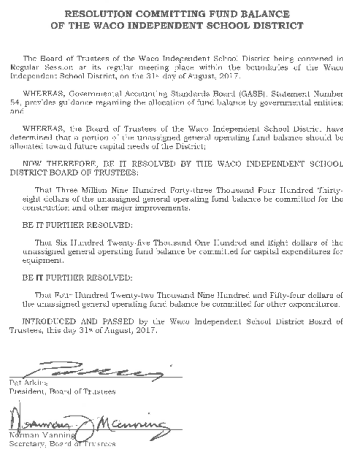 RESOLUTION COMMITTING FUND BALANCE
OF THE WACO INDEPENDENT SCHOOL DISTRICT
The Board of Trustees of the Waco Independent School District being convened in
Regular Session at its regular meeting place within the boundaries of the Waco
Independent School District, on the 31st day of August, 2017.
WHEREAS, Governmental Accounting Standards Board (GASB), Statement Number
54, provides guidance regarding the allocation of fund balance by governmental entities;
and
WHEREAS, the Board of Trustees of the Waco Independent School District have
determined that a portion of the unassigned general operating fund balance should be
allocated toward future capital needs of the District;
NOW THEREFORE, BE IT RESOLVED BY THE WACO INDEPENDENT SCHOOL
DISTRICT BOARD OF TRUSTEES:
That Three Million Nine Hundred Forty-three Thousand Four Hundred Thirty-
eight dollars of the unassigned general operating fund balance be committed for the
construction and other major improvements.
BE IT FURTHER RESOLVED:
That Six Hundred Twenty-five Thousand One Hundred and Eight dollars of the
unassigned general operating fund balance be committed for capital expenditures for
equipment.
BE IT FURTHER RESOLVED:
That Four Hundred Twenty-two Thousand Nine Hundred and Fifty-four dollars of
the unassigned general operating fund balance be committed for other expenditures.
INTRODUCED AND PASSED by the Waco Independent School District Board of
Trustees, this day 31st of August, 2017.
Pat Atkins
President, Board of Trustees
Norman Manning
Norman Manning
Secretary, Board of Trustees